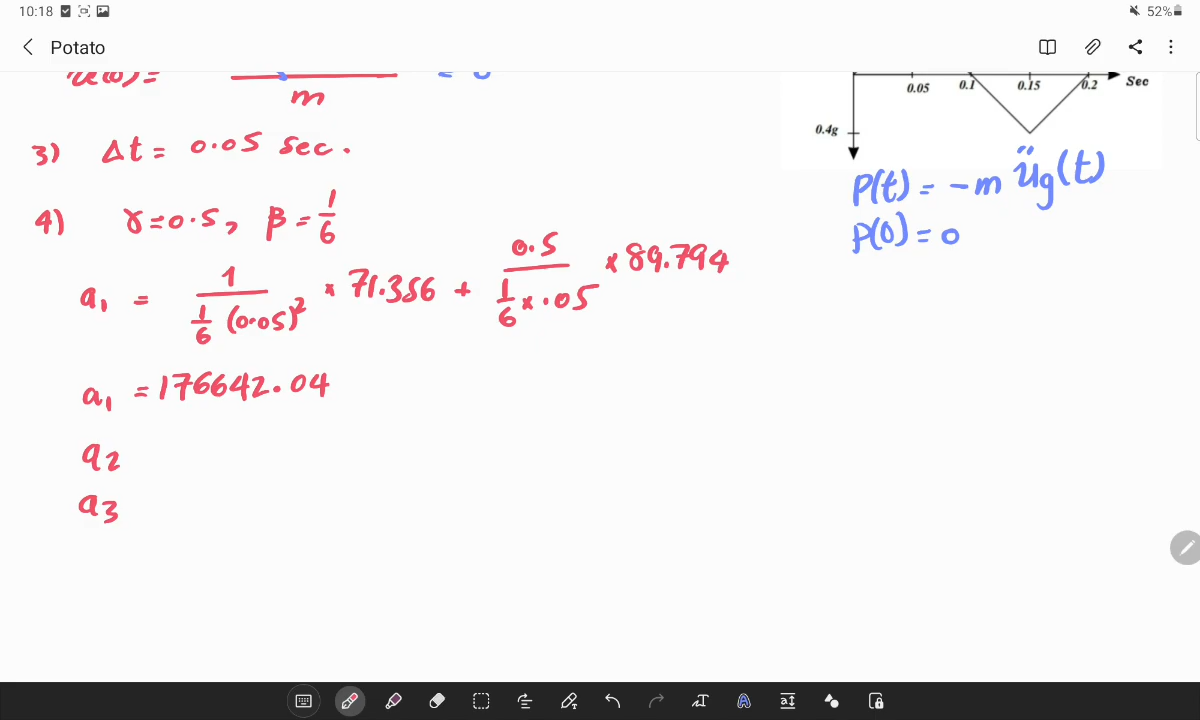 10:18 52%
Potato
m
3) Δt = 0.05 sec.
4) γ = 0.5, β = 1/6
a₁ = 1 / (1/6 (0.05)²) × 71.356 + 0.5 / (1/6 × .05) × 89.794
a₁ = 176642.04
a₂
a₃
0.05 0.1 0.15 0.2 Sec
0.4g
P(t) = -m üg(t)
P(0) = 0